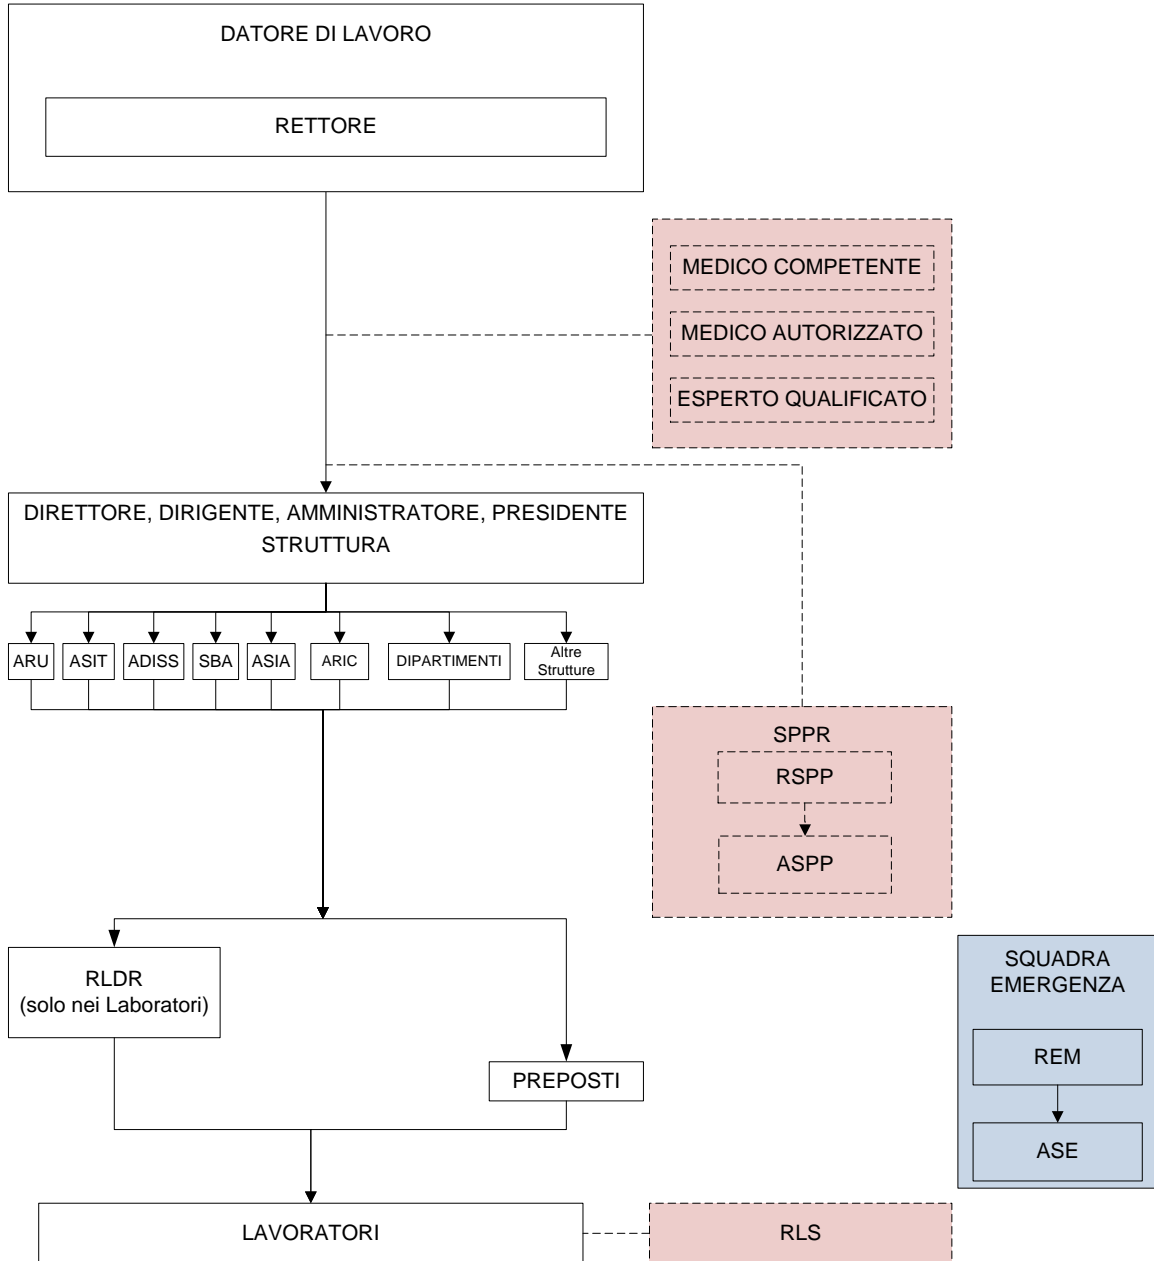 DATORE DI LAVORO
RETTORE
MEDICO COMPETENTE
MEDICO AUTORIZZATO
ESPERTO QUALIFICATO
DIRETTORE, DIRIGENTE, AMMINISTRATORE, PRESIDENTE
STRUTTURA
ARU
ASIT
ADISS
SBA
ASIA
ARIC
DIPARTIMENTI
Altre
Strutture
SPPR
RSPP
ASPP
RLDR
(solo nei Laboratori)
PREPOSTI
SQUADRA
EMERGENZA
REM
ASE
LAVORATORI
RLS